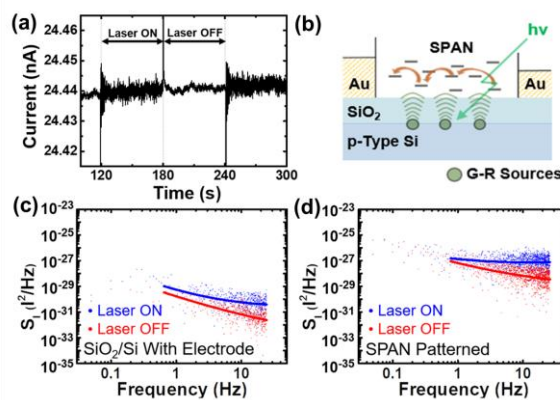 (a)
24.46
24.45
24.44
24.43
24.42
Current (nA)
Laser ON
Laser OFF
120
180
240
300
Time (s)
(b)
hν
SPAN
Au
Au
SiO2
p-Type Si
G-R Sources
(c)
10-23
10-25
10-27
10-29
10-31
10-33
10-35
SI(I2/Hz)
Laser ON
Laser OFF
SiO2/Si With Electrode
0.1
1
10
Frequency (Hz)
(d)
10-23
10-25
10-27
10-29
10-31
10-33
10-35
SI(I2/Hz)
Laser ON
Laser OFF
SPAN Patterned
0.1
1
10
Frequency (Hz)